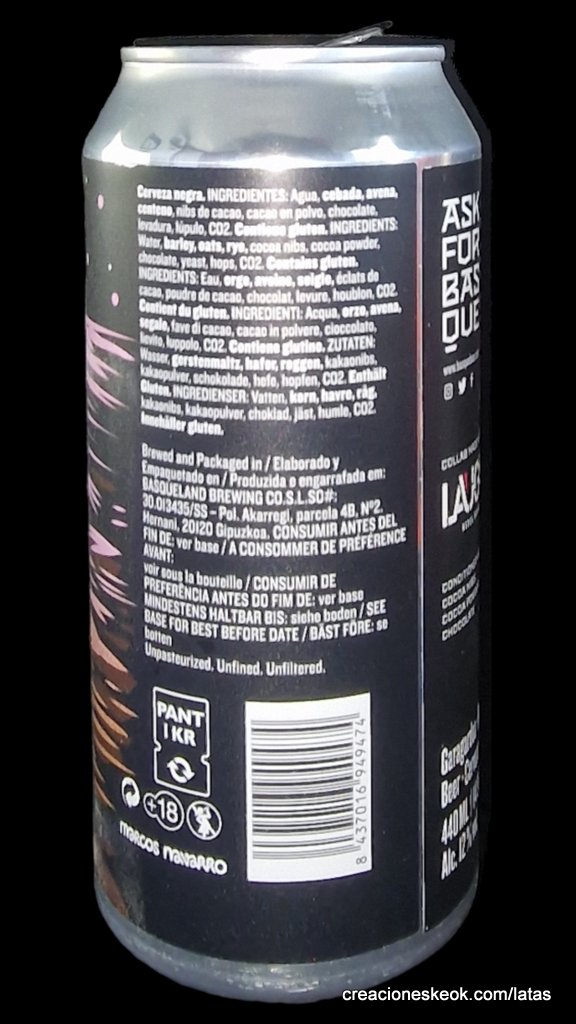 Cerveza negra. INGREDIENTES: Agua, cebada, avena,
centeno, nibs de cacao, cacao en polvo, chocolate,
levadura, lúpulo, CO2. Contiene gluten. INGREDIENTS:
Water, barley, oats, rye, cocoa nibs, cocoa powder,
chocolate, yeast, hops, CO2. Contains gluten.
INGRÉDIENTS: Eau, orge, avoine, seigle, éclats de
cacao, poudre de cacao, chocolat, levure, houblon, CO2.
Contient du gluten. INGREDIENTI: Acqua, orzo, avena,
segale, fave di cacao, cacao in polvere, cioccolato,
lievito, luppolo, CO2. Contiene glutine. ZUTATEN:
Wasser, gerstenmalz, hafer, roggen, kakaonibs,
kakaopulver, schokolade, hefe, hopfen, CO2. Enthält
Gluten. INGREDIENSER: Vatten, korn, havre, råg,
kakaonibs, kakaopulver, choklad, jäst, humle, CO2.
Innehåller gluten.
Brewed and Packaged in / Elaborado y
Empaquetado en / Produzida e engarrafada em:
BASQUELAND BREWING CO.S.L.SO#:
30.013435/SS – Pol. Akarregi, parcela 4B, Nº2.
Hernani, 20120 Gipuzkoa. CONSUMIR ANTES DEL
FIN DE: ver base / A CONSOMMER DE PRÉFÉRENCE
AVANT:
voir sous la bouteille / CONSUMIR DE
PREFERÊNCIA ANTES DO FIM DE: ver base
MINDESTENS HALTBAR BIS: siehe boden / SEE
BASE FOR BEST BEFORE DATE / BÄST FÖRE: se
botten
Unpasteurized. Unfined. Unfiltered.
PANT
1 KR
+18
marcos navarro
8 437016 949474
ASK
FOR
BAS
QUE
COLLAB
COCOA
COCOA
CHOCOLATE
Beer
440ML
Alc. 12%
creacioneskeok.com/latas